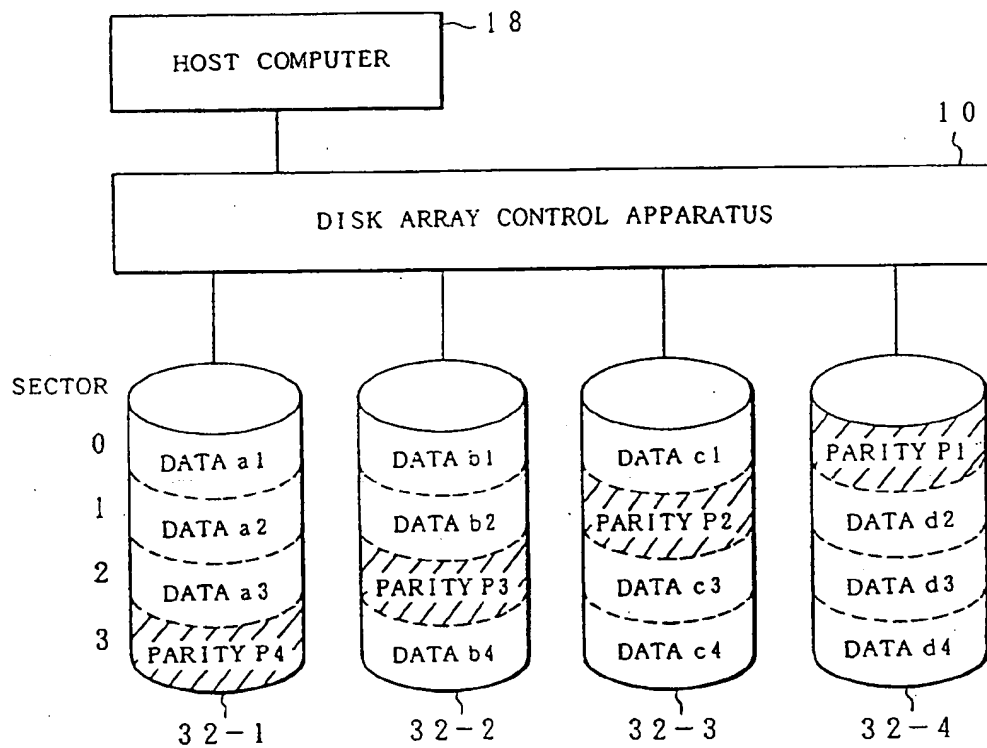 18
HOST COMPUTER
10
DISK ARRAY CONTROL APPARATUS
SECTOR
0 DATA a1 DATA b1 DATA c1 PARITY P1
1 DATA a2 DATA b2 PARITY P2 DATA d2
2 DATA a3 PARITY P3 DATA c3 DATA d3
3 PARITY P4 DATA b4 DATA c4 DATA d4
32-1 32-2 32-3 32-4